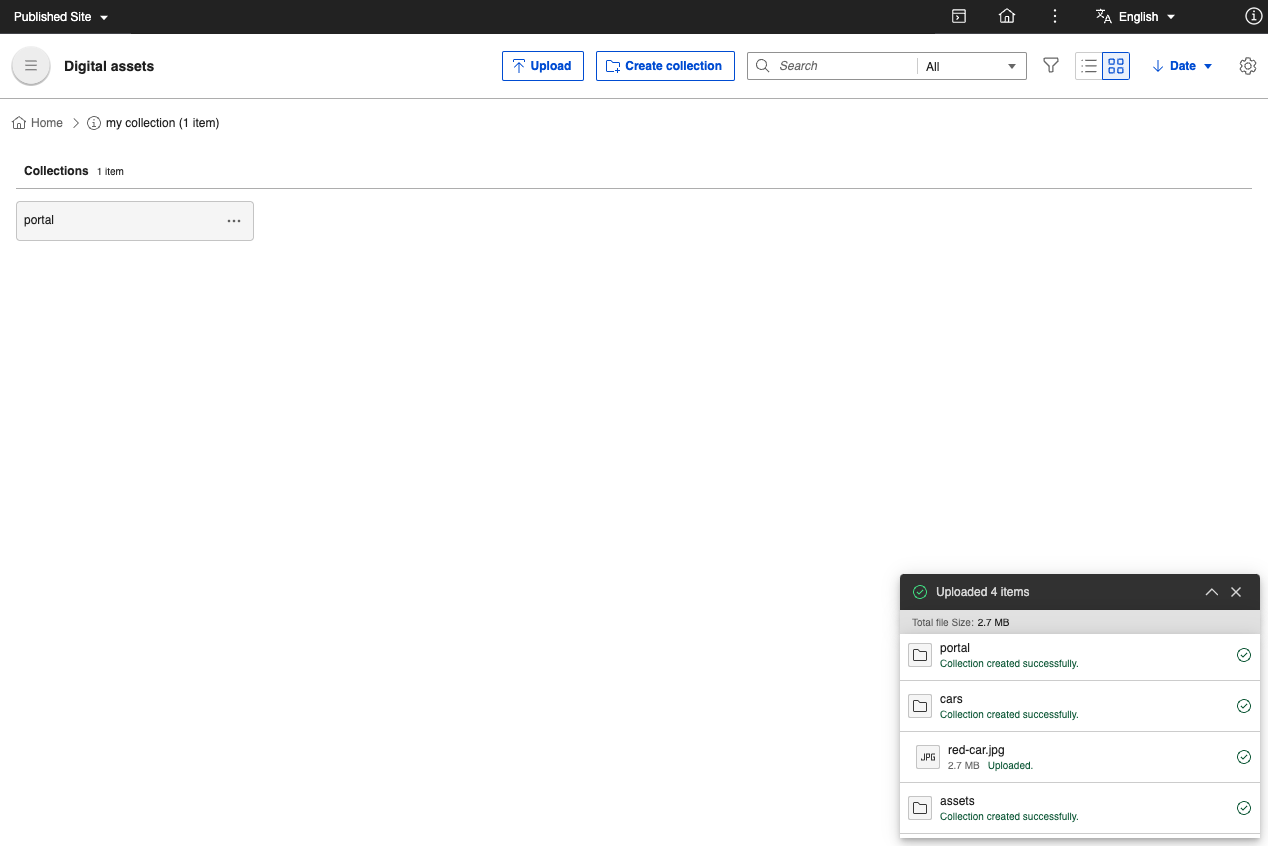 Published Site
English
Digital assets
Upload
Create collection
Search
All
Date
Home
my collection (1 item)
Collections 1 item
portal
Uploaded 4 items
Total file Size: 2.7 MB
portal
Collection created successfully.
cars
Collection created successfully.
JPG
red-car.jpg
2.7 MB Uploaded.
assets
Collection created successfully.